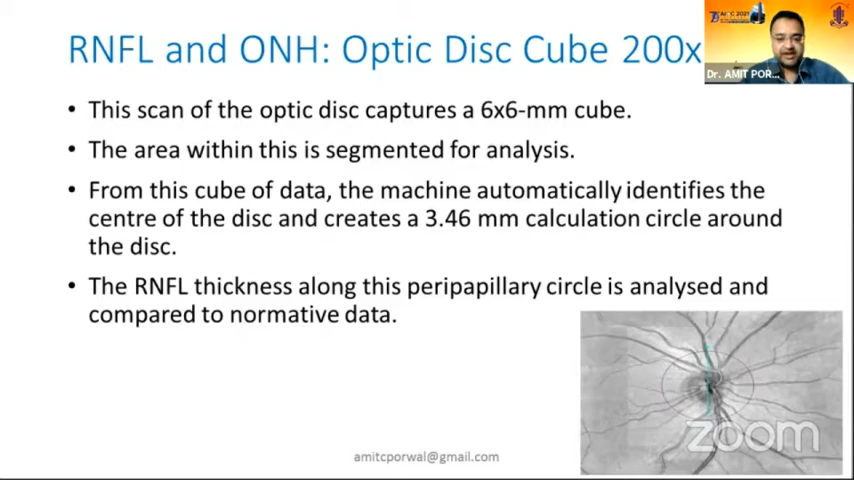 RNFL and ONH: Optic Disc Cube 200x
Dr. AMIT POR...
• This scan of the optic disc captures a 6x6-mm cube.
• The area within this is segmented for analysis.
• From this cube of data, the machine automatically identifies the
centre of the disc and creates a 3.46 mm calculation circle around
the disc.
• The RNFL thickness along this peripapillary circle is analysed and
compared to normative data.
zoom
amitcporwal@gmail.com